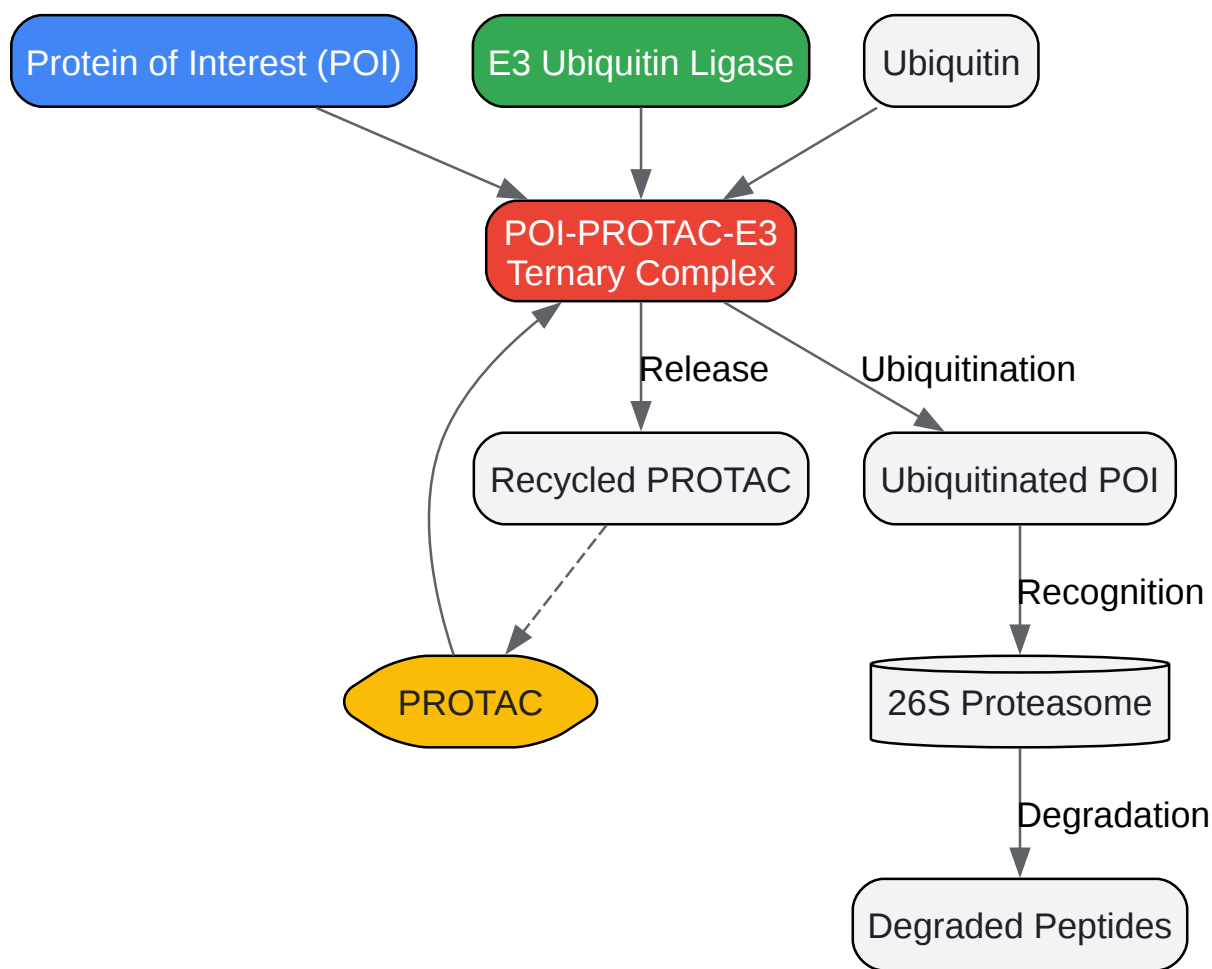 Protein of Interest (POI)
E3 Ubiquitin Ligase
Ubiquitin
POI-PROTAC-E3
Ternary Complex
Release
Ubiquitination
Recycled PROTAC
Ubiquitinated POI
Recognition
PROTAC
26S Proteasome
Degradation
Degraded Peptides